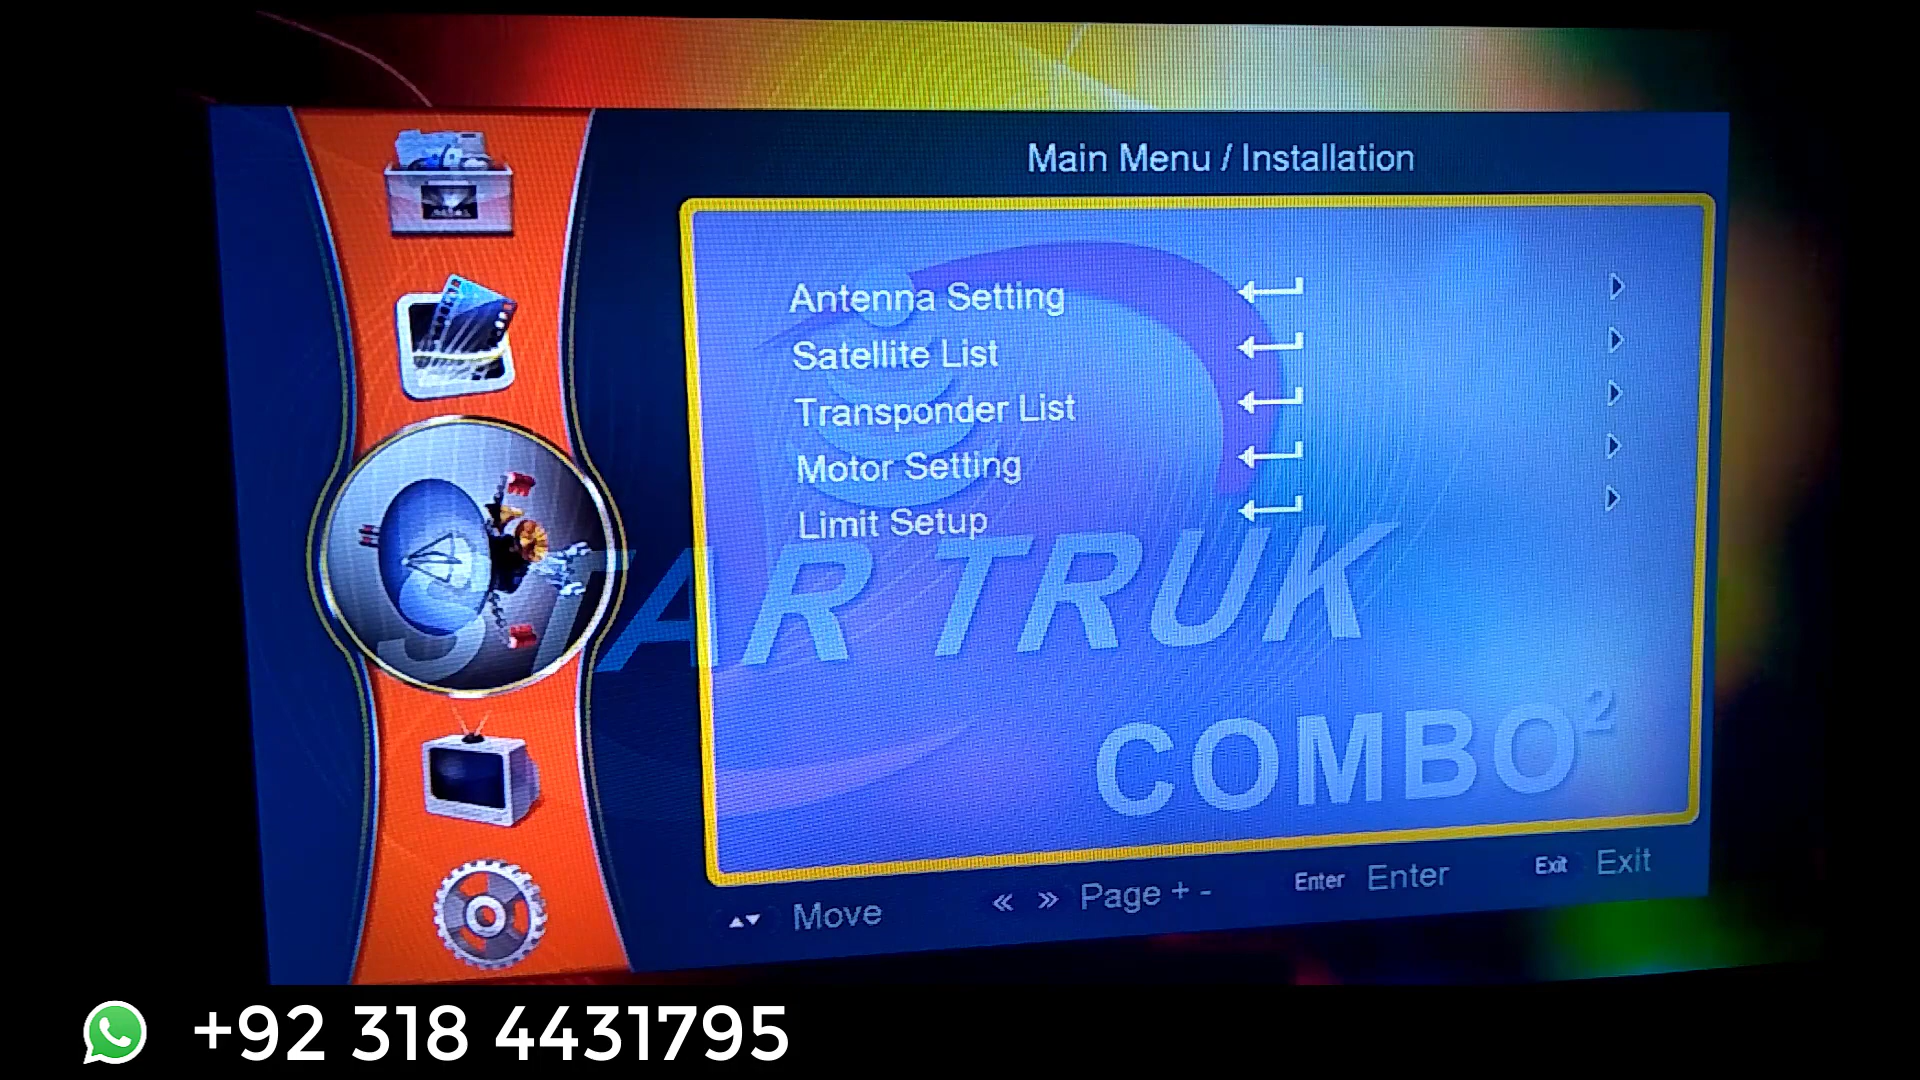 Main Menu / Installation
Antenna Setting
Satellite List
Transponder List
Motor Setting
Limit Setup
STAR TRUK
COMBO²
Move
« » Page + -
Enter Enter
Exit Exit
+92 318 4431795